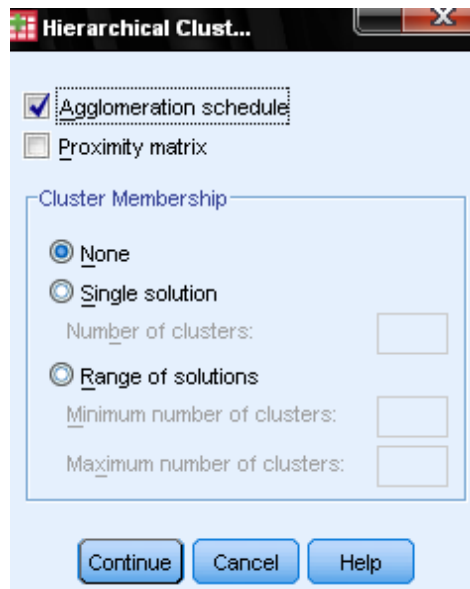 Hierarchical Clust...
Agglomeration schedule
Proximity matrix
Cluster Membership
None
Single solution
Number of clusters:
Range of solutions
Minimum number of clusters:
Maximum number of clusters:
Continue Cancel Help